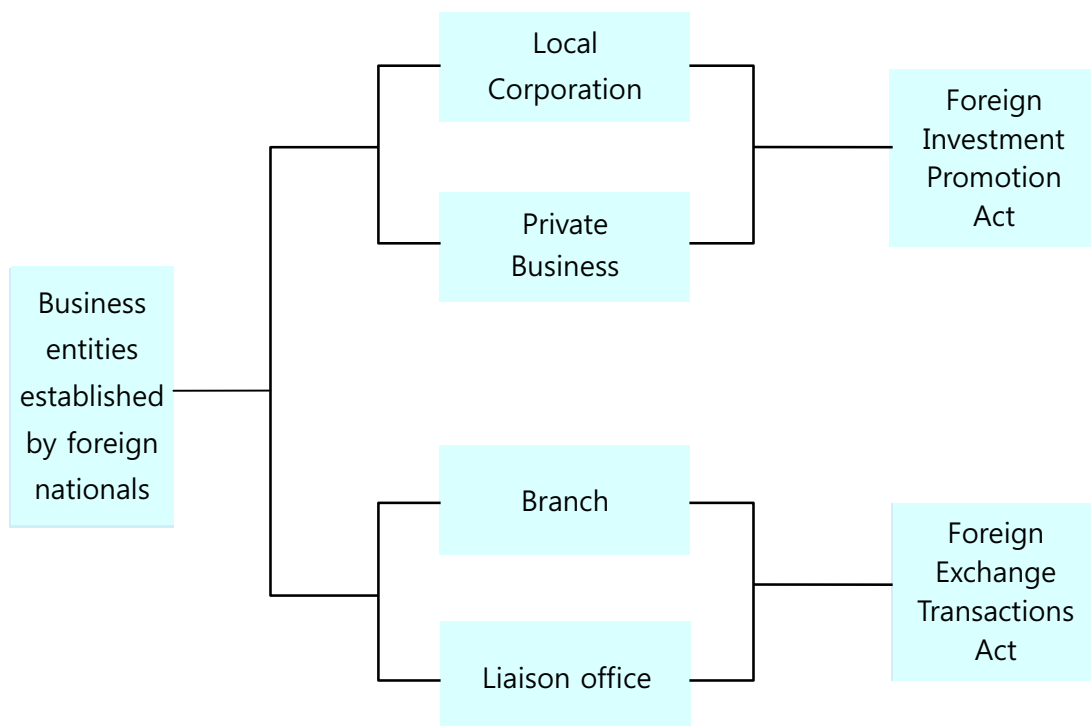 Business
entities
established
by foreign
nationals
Local
Corporation
Private
Business
Foreign
Investment
Promotion
Act
Branch
Liaison office
Foreign
Exchange
Transactions
Act